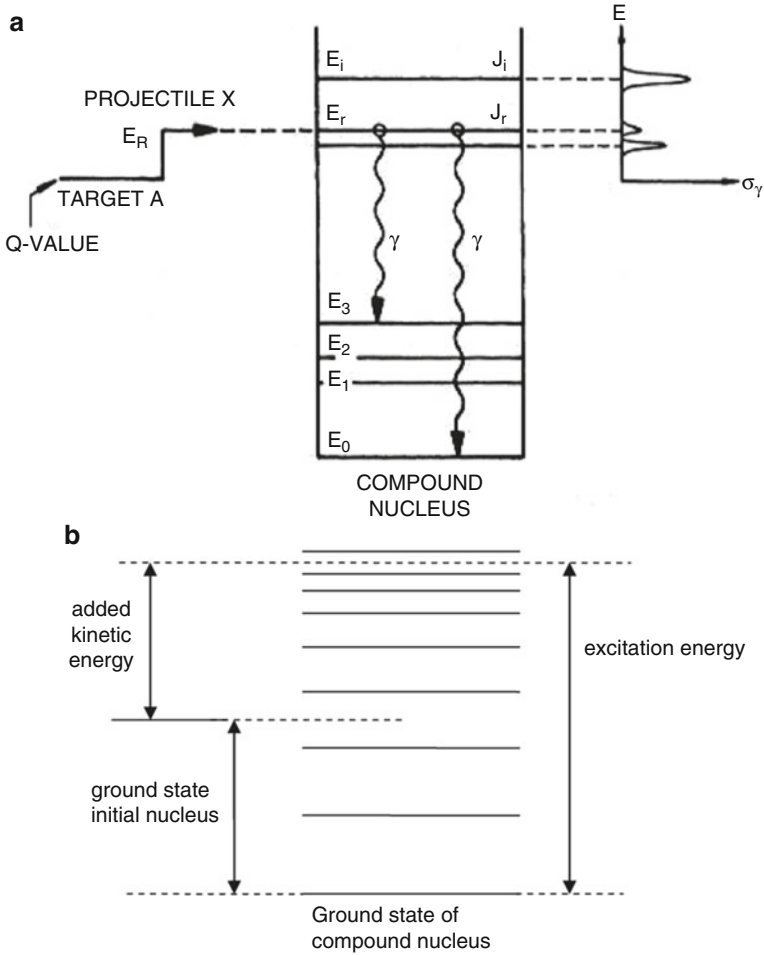 a
E
E_i
J_i
PROJECTILE X
E_r
J_r
E_R
TARGET A
σ_γ
Q-VALUE
γ
γ
E_3
E_2
E_1
E_0
COMPOUND
NUCLEUS
b
added
kinetic
energy
excitation energy
ground state
initial nucleus
Ground state of
compound nucleus